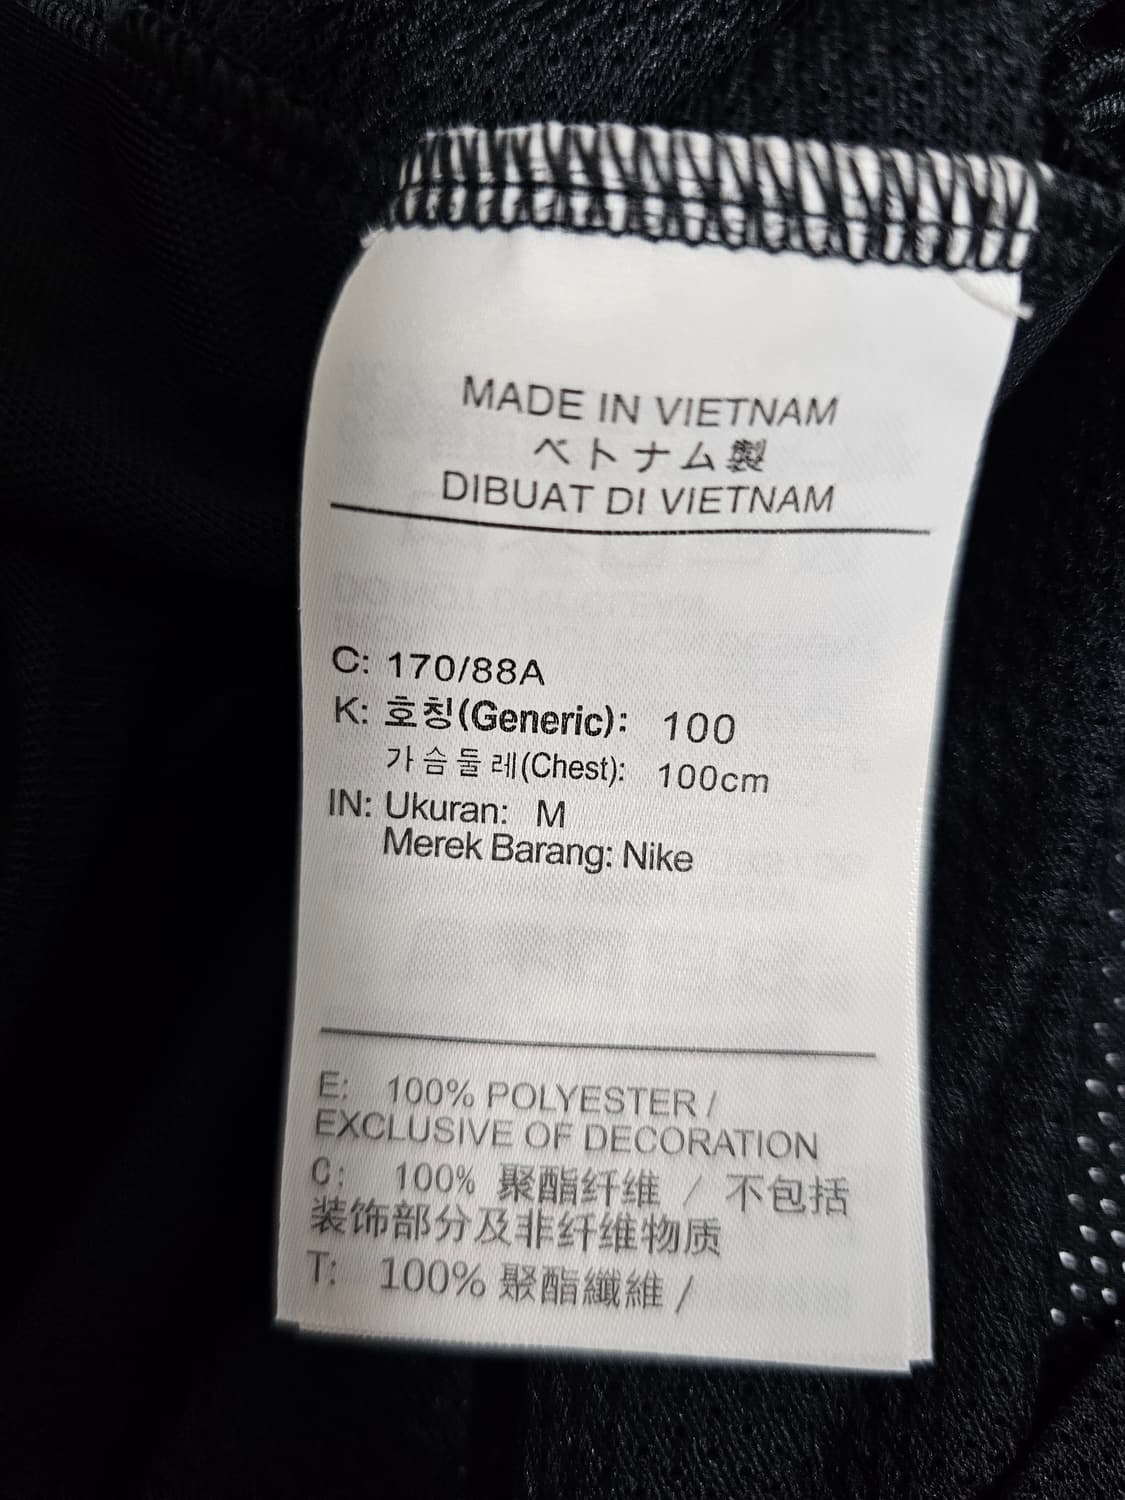 MADE IN VIETNAM
ベトナム製
DIBUAT DI VIETNAM
C: 170/88A
K: 호칭(Generic): 100
가슴둘레(Chest): 100cm
IN: Ukuran: M
Merek Barang: Nike
E: 100% POLYESTER /
EXCLUSIVE OF DECORATION
C: 100% 聚酯纤维 / 不包括
装饰部分及非纤维物质
T: 100% 聚酯纖維 /